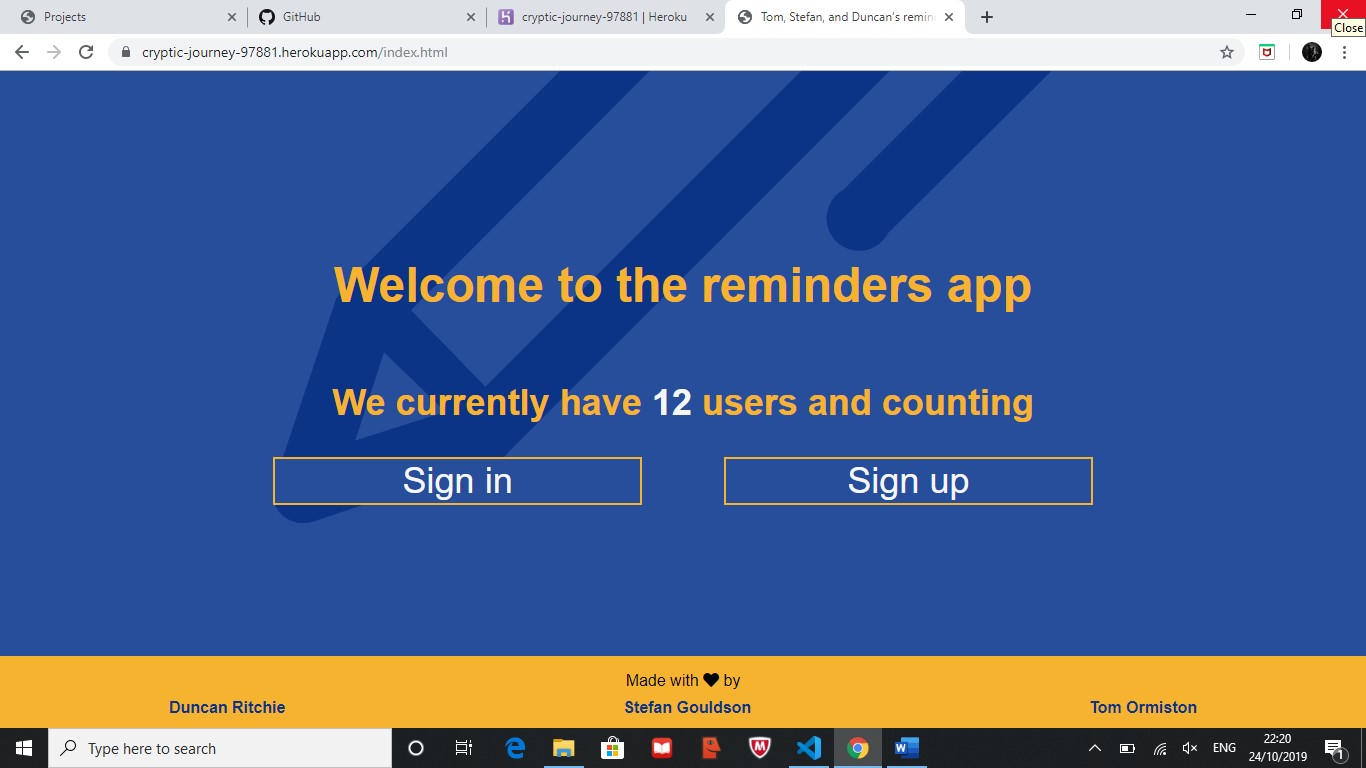 Projects
GitHub
cryptic-journey-97881 | Heroku
Tom, Stefan, and Duncan's remin
Close
cryptic-journey-97881.herokuapp.com/index.html
Welcome to the reminders app
We currently have 12 users and counting
Sign in
Sign up
Made with ♥ by
Duncan Ritchie
Stefan Gouldson
Tom Ormiston
Type here to search
ENG
22:20
24/10/2019
1